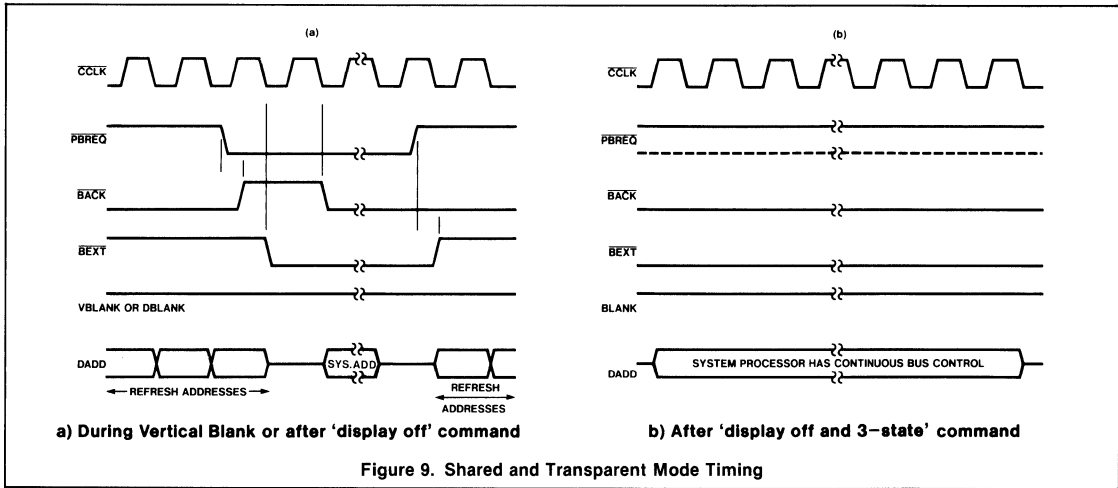 (a)
CCLK
PBREQ
BACK
BEXT
VBLANK OR DBLANK
DADD
SYS.ADD
REFRESH ADDRESSES
REFRESH
ADDRESSES
a) During Vertical Blank or after 'display off' command
(b)
CCLK
PBREQ
BACK
BEXT
BLANK
DADD
SYSTEM PROCESSOR HAS CONTINUOUS BUS CONTROL
b) After 'display off and 3-state' command
Figure 9. Shared and Transparent Mode Timing